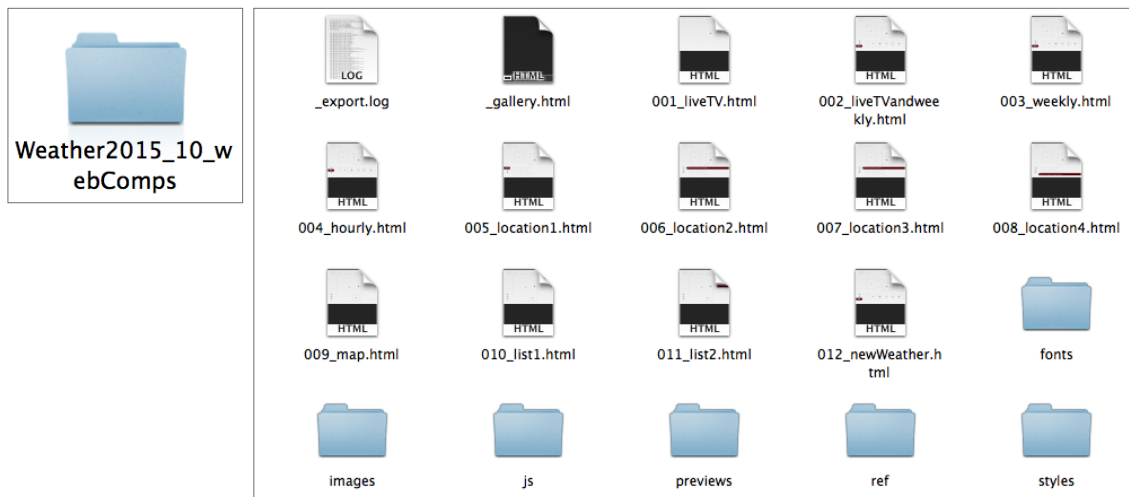 Weather2015_10_w
ebComps
LOG
HTML
HTML
HTML
HTML
_export.log
_gallery.html
001_liveTV.html
002_liveTVandwee
kly.html
003_weekly.html
HTML
HTML
HTML
HTML
HTML
004_hourly.html
005_location1.html
006_location2.html
007_location3.html
008_location4.html
HTML
HTML
HTML
HTML
009_map.html
010_list1.html
011_list2.html
012_newWeather.h
tml
fonts
images
js
previews
ref
styles